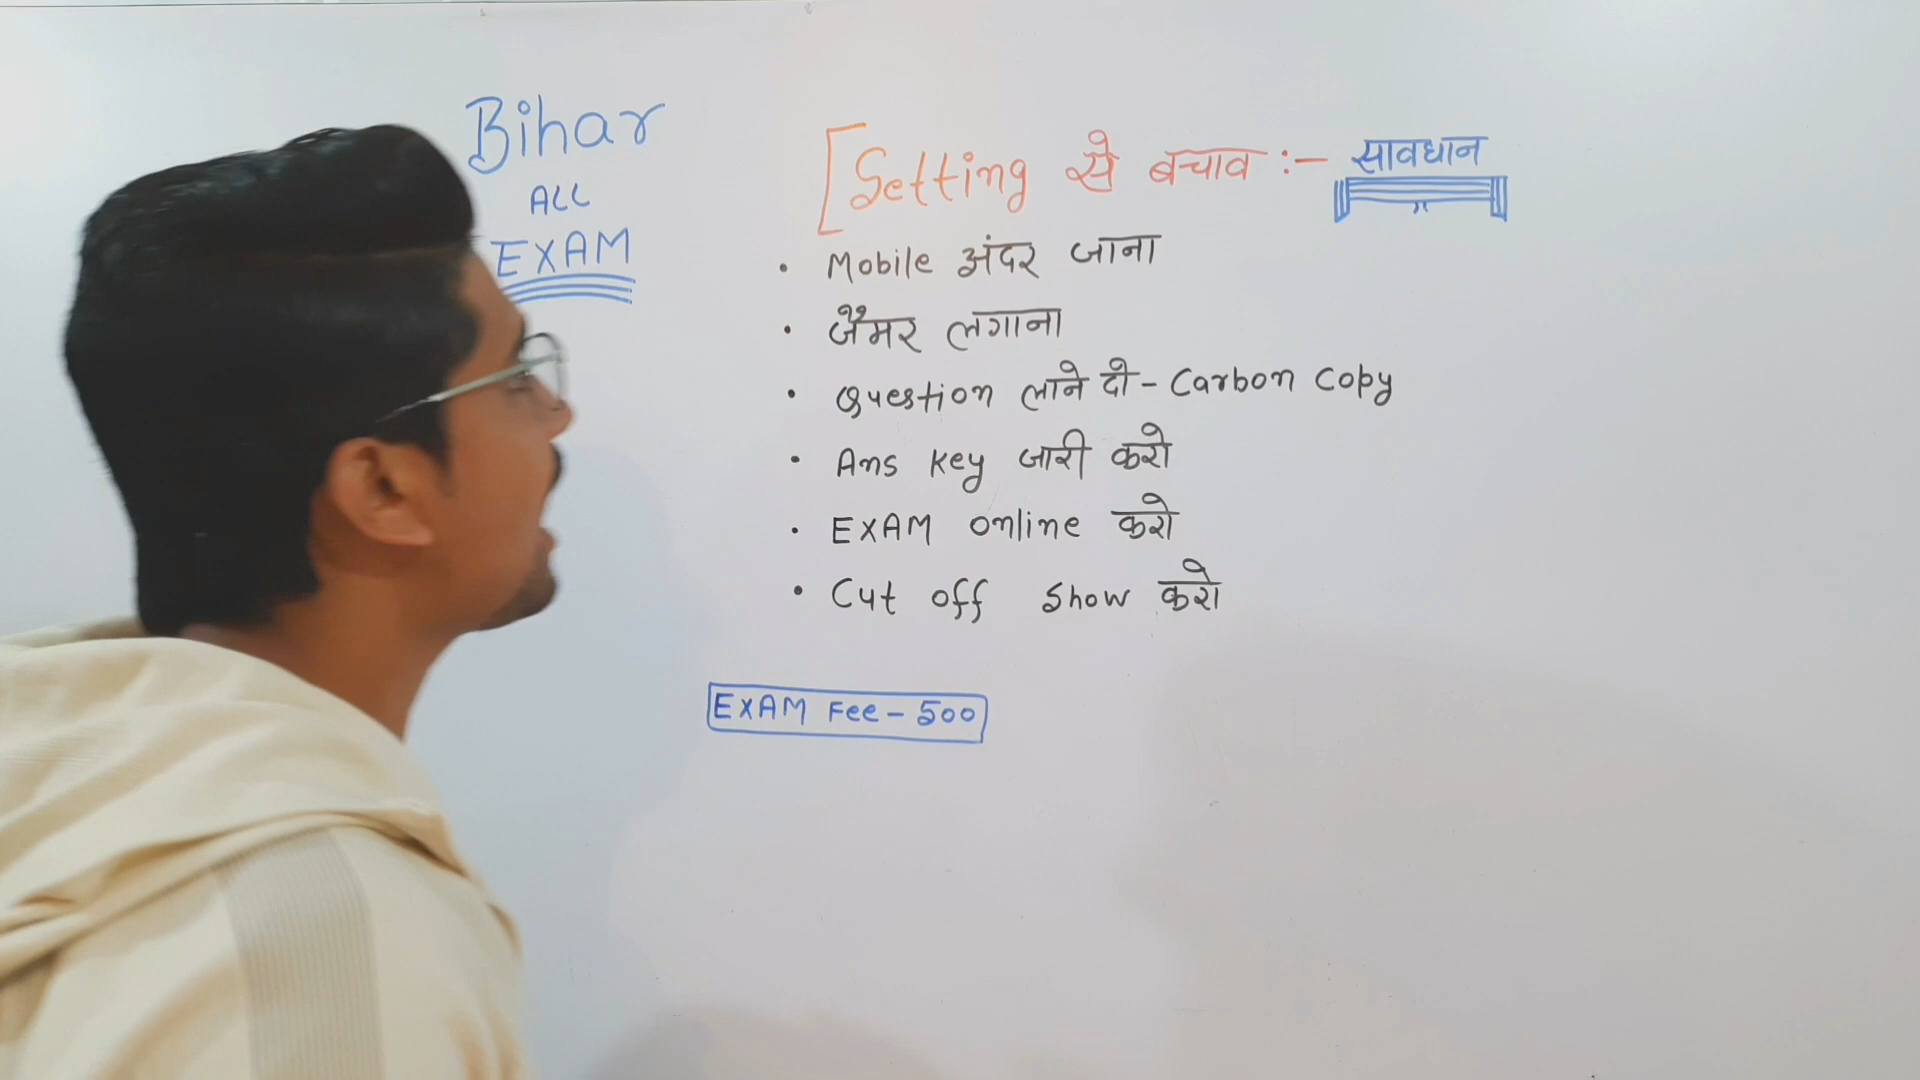 Bihar
ALL
EXAM
[Setting से बचाव :- सावधान
• Mobile अंदर जाना
• जैमर लगाना
• Question लाने दो - Carbon Copy
• Ans key जारी करो
• EXAM online करो
• Cut off show करो
EXAM Fee - 500